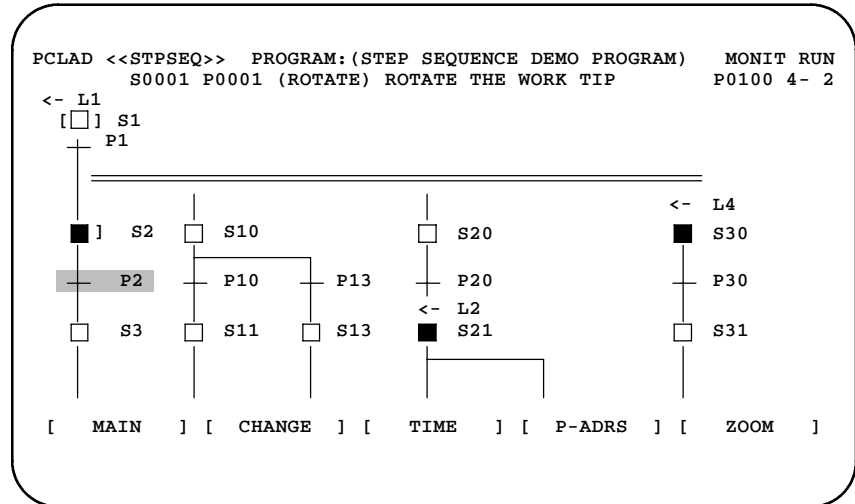 PCLAD <<STPSEQ>> PROGRAM:(STEP SEQUENCE DEMO PROGRAM) MONIT RUN
S0001 P0001 (ROTATE) ROTATE THE WORK TIP P0100 4- 2
<- L1
[ ] S1
P1
<- L4
] S2 S10 S20 S30
P2 P10 P13 P20 P30
<- L2
S3 S11 S13 S21 S31
[ MAIN ] [ CHANGE ] [ TIME ] [ P-ADRS ] [ ZOOM ]